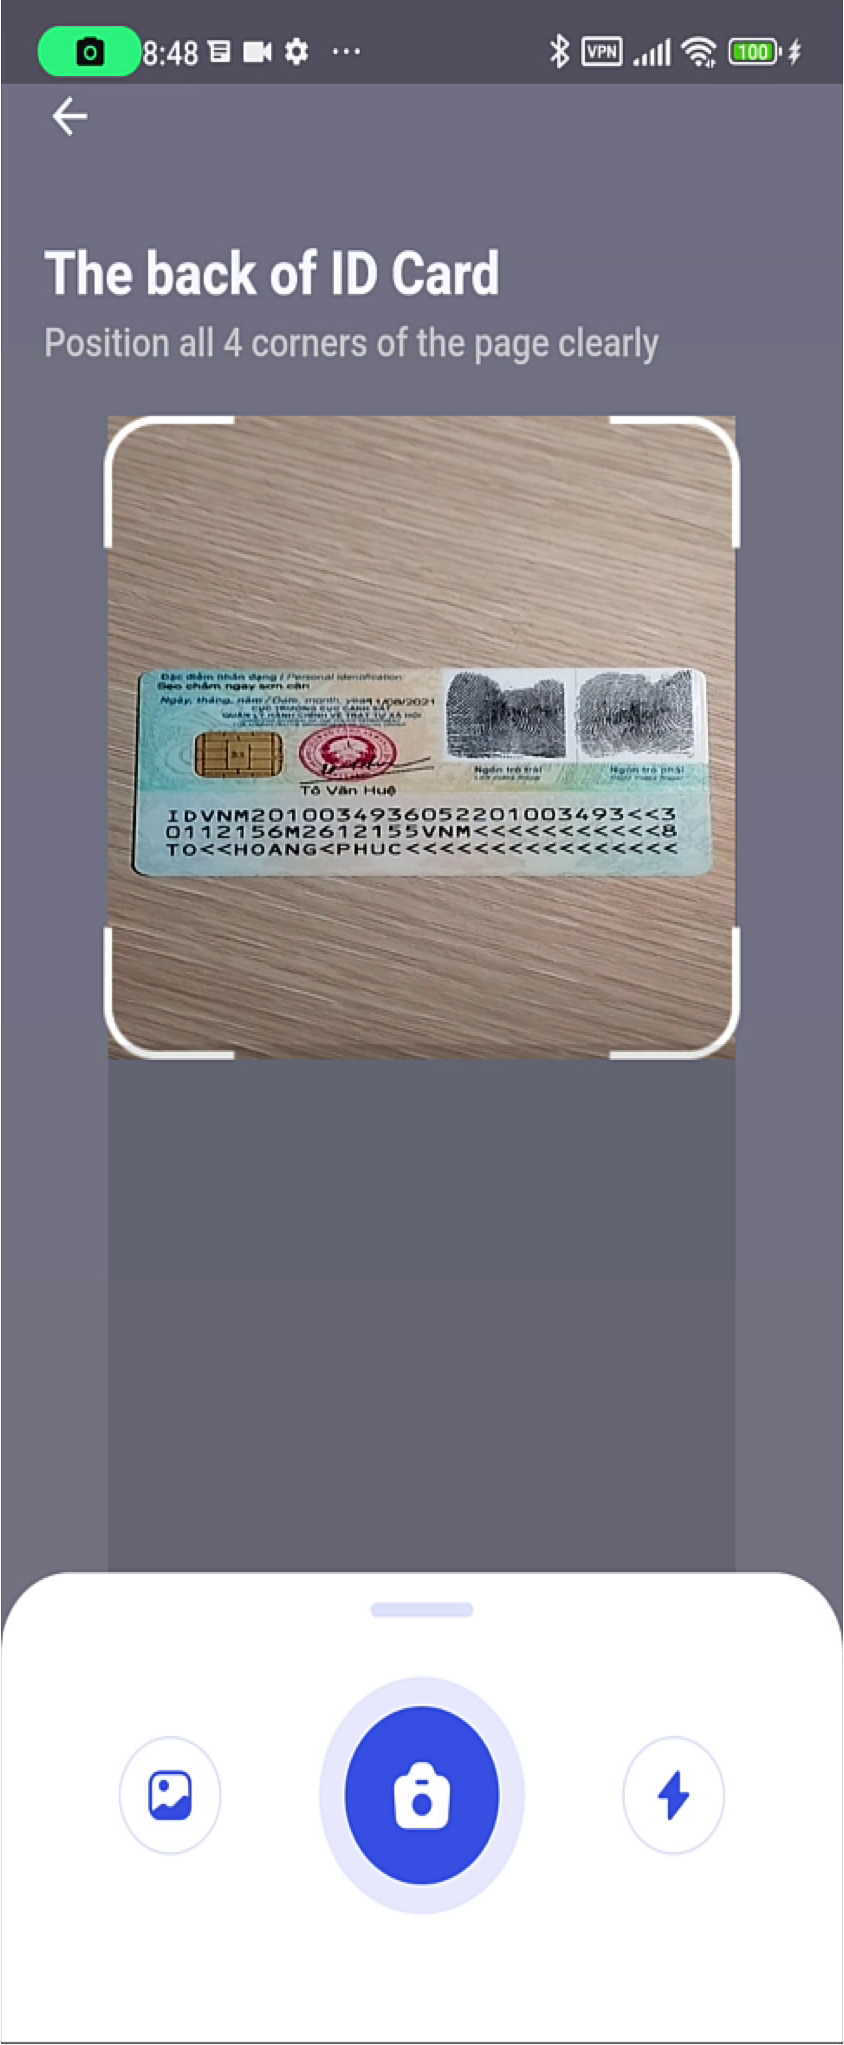 8:48
VPN
100
The back of ID Card
Position all 4 corners of the page clearly
Đặc điểm nhân dạng / Personal identification
Sẹo chấm ngay sơn căn
Ngày, tháng, năm / Date, month, year 11/08/2021
CỤC TRƯỞNG CỤC CẢNH SÁT
QUẢN LÝ HÀNH CHÍNH VỀ TRẬT TỰ XÃ HỘI
Tô Văn Huệ
Ngón trỏ trái
Ngón trỏ phải
IDVNM2010034936052201003493<<3
0112156M2612155VNM<<<<<<<<<<<8
TO<<HOANG<PHUC<<<<<<<<<<<<<<<<